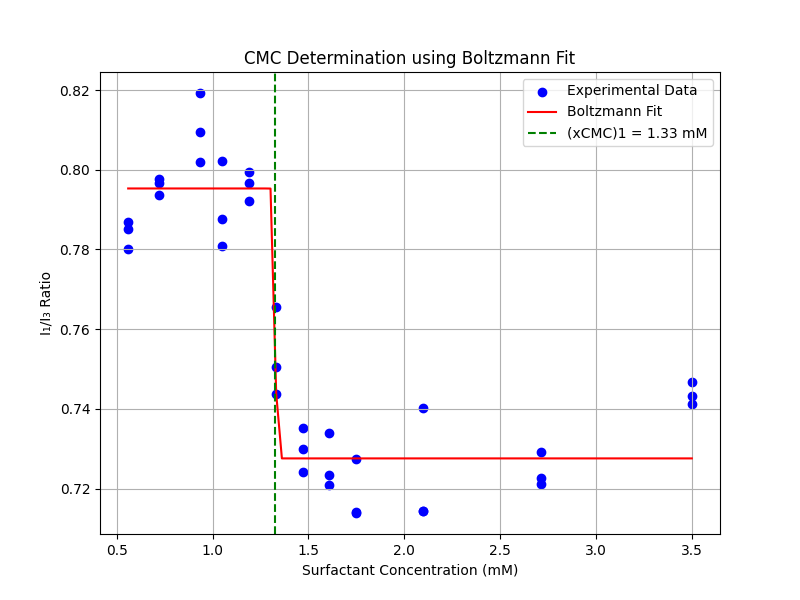 CMC Determination using Boltzmann Fit
Experimental Data
Boltzmann Fit
(xCMC)1 = 1.33 mM
I₁/I₃ Ratio
0.82
0.80
0.78
0.76
0.74
0.72
0.5 1.0 1.5 2.0 2.5 3.0 3.5
Surfactant Concentration (mM)